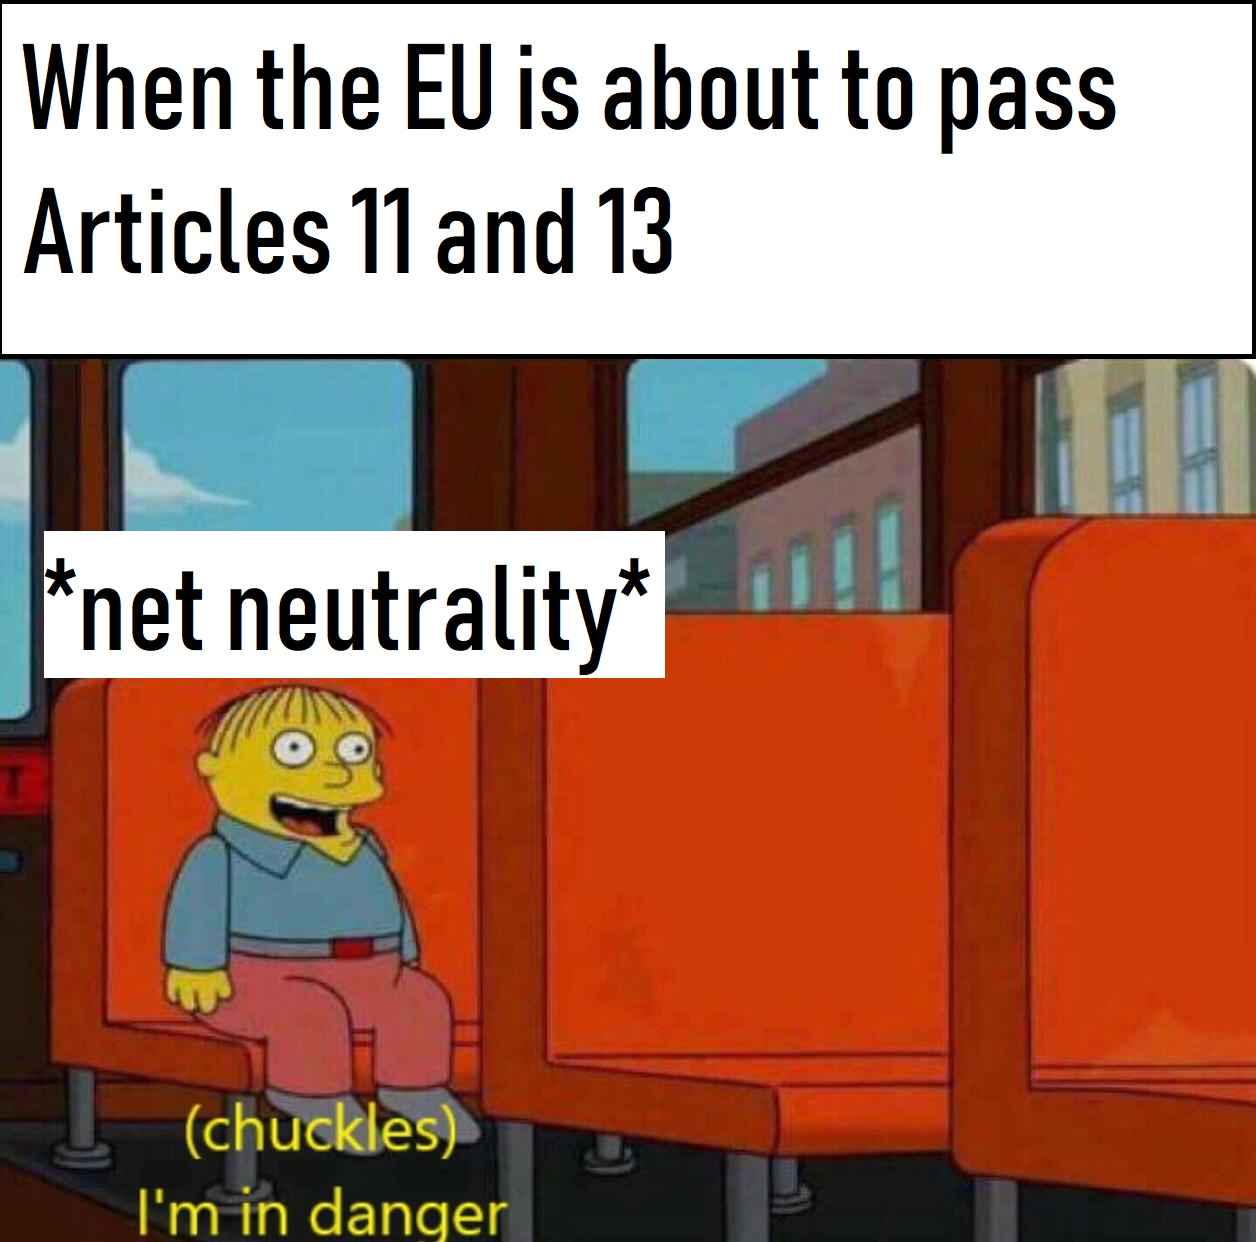 When the EU is about to pass
Articles 11 and 13
*net neutrality*
T
(chuckles)
I'm in danger